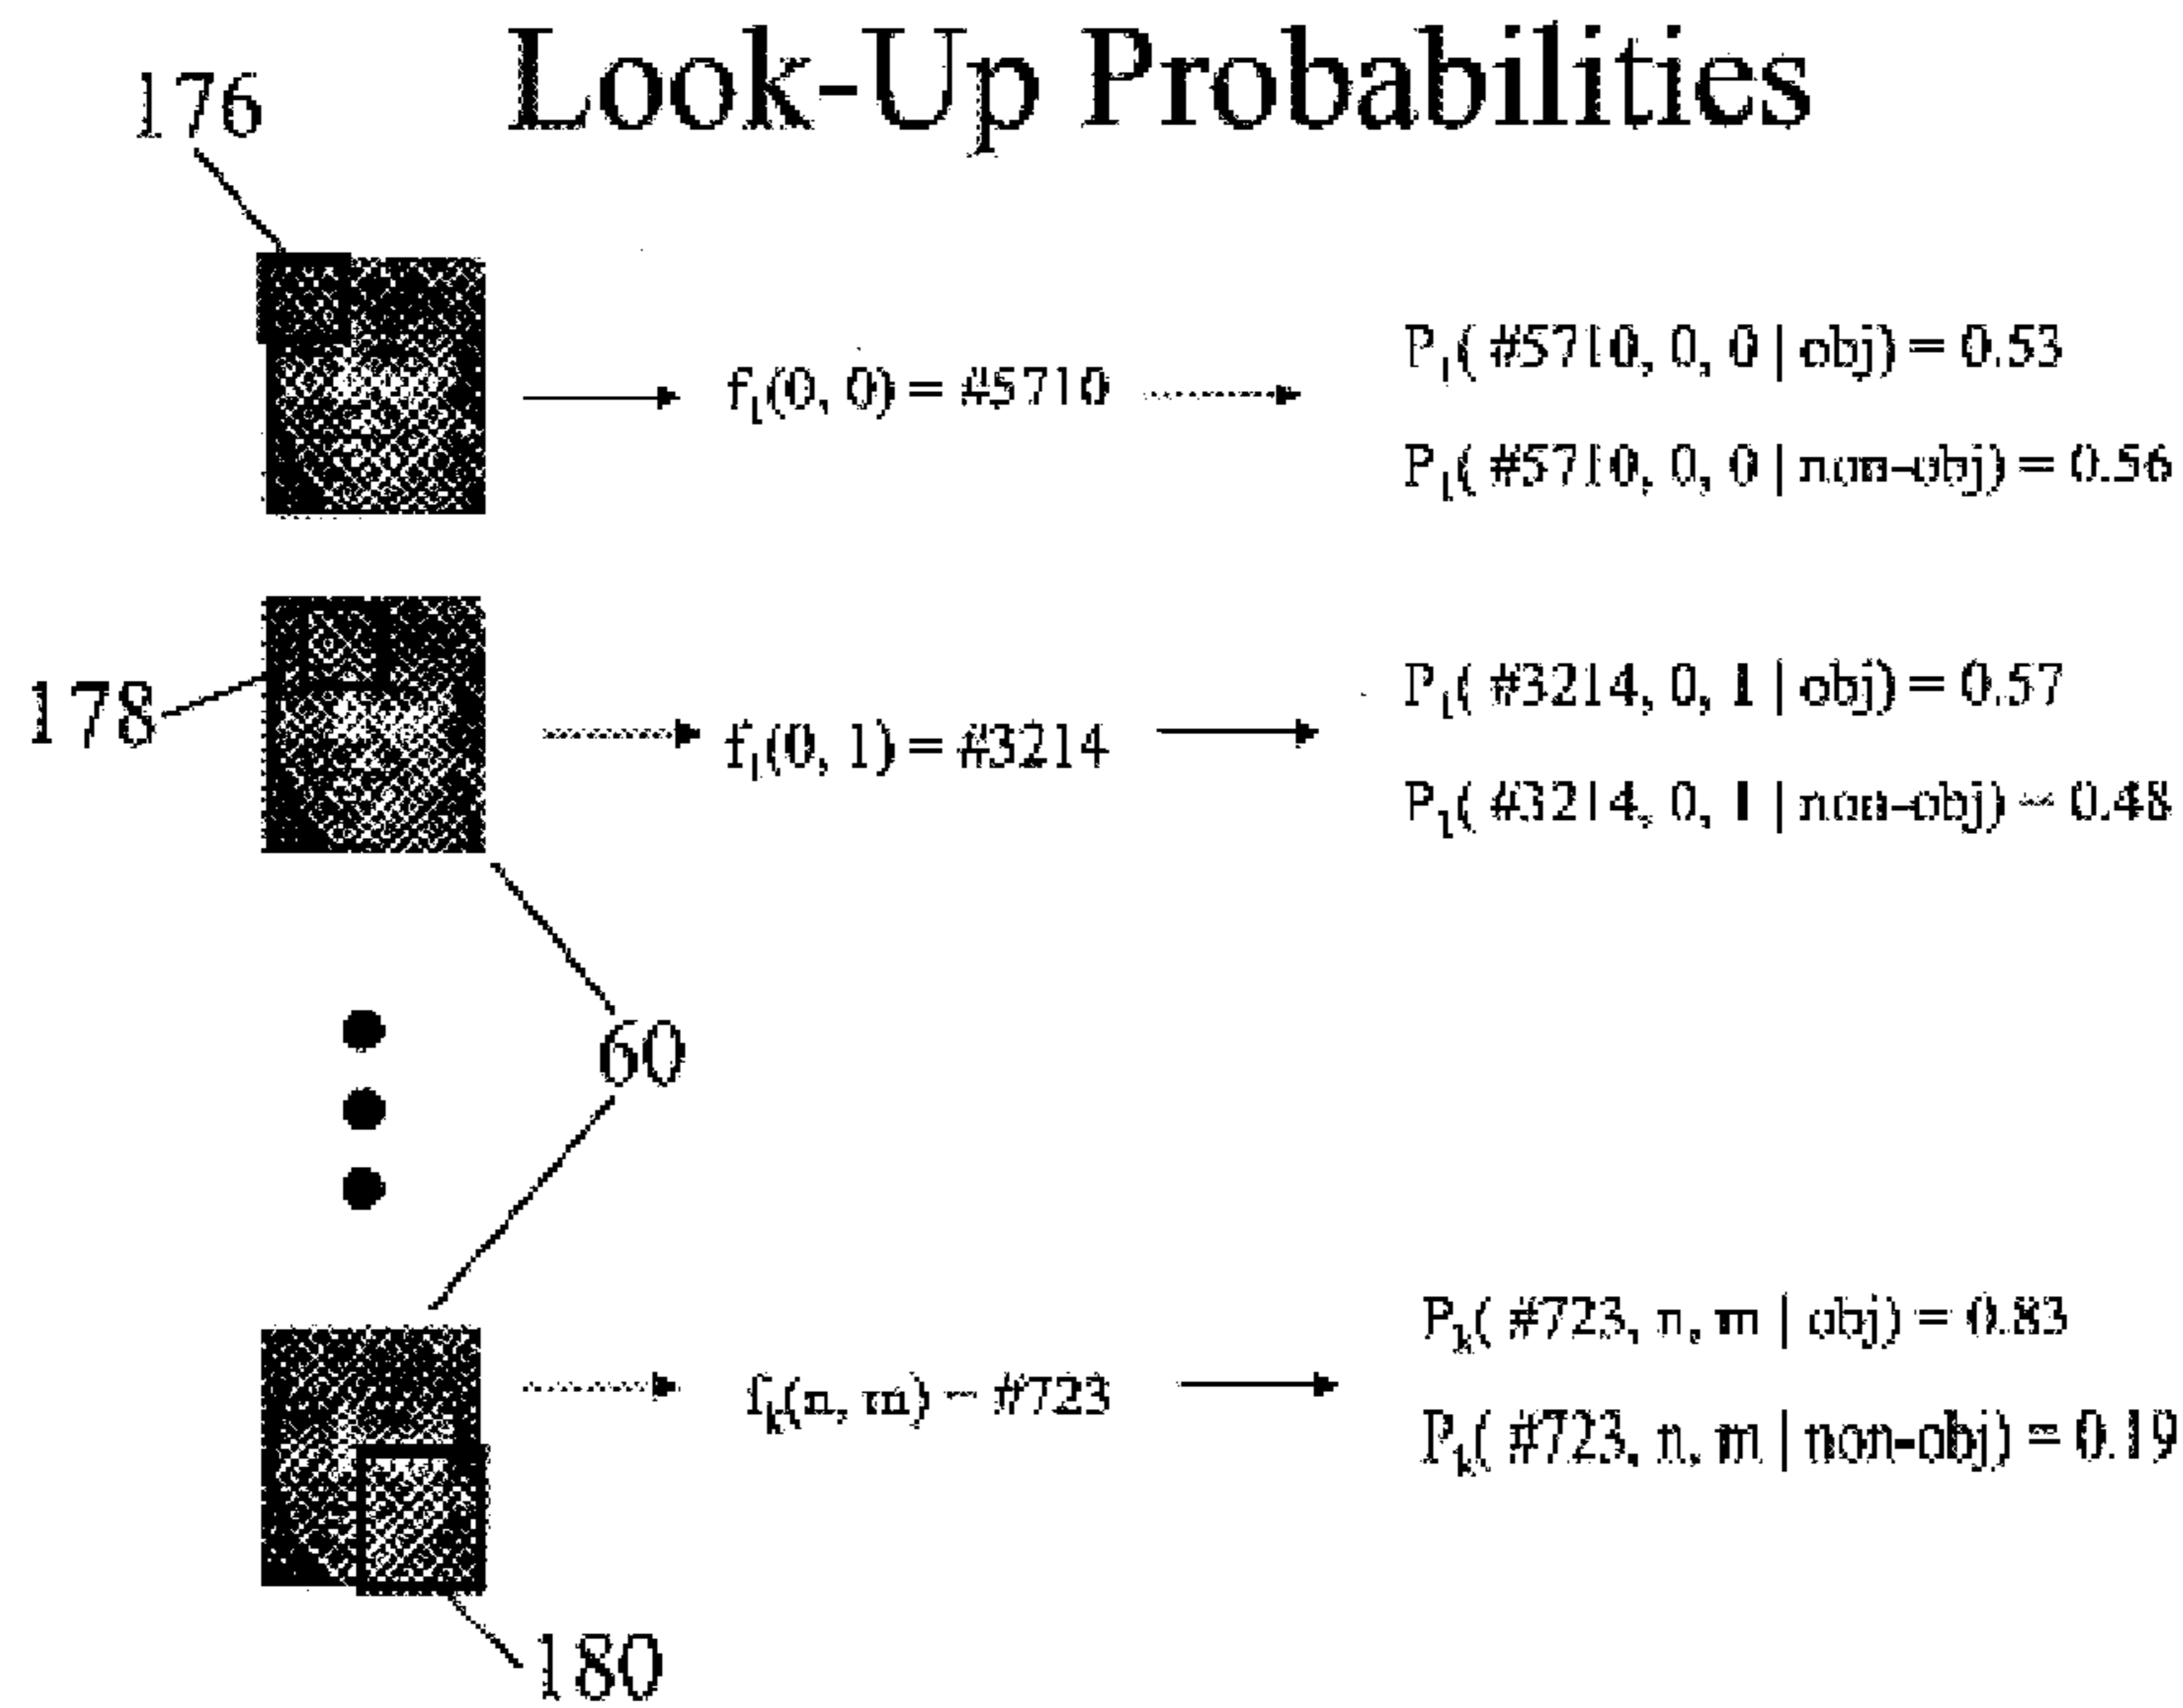 Look-Up Probabilities
176
f₁(0, 0) = #5710
P₁( #5710, 0, 0 | obj) = 0.53
P₁( #5710, 0, 0 | non-obj) = 0.56
178
f₁(0, 1) = #3214
P₁( #3214, 0, 1 | obj) = 0.57
P₁( #3214, 0, 1 | non-obj) = 0.48
60
fₖ(n, m) = #723
Pₖ( #723, n, m | obj) = 0.83
Pₖ( #723, n, m | non-obj) = 0.19
180